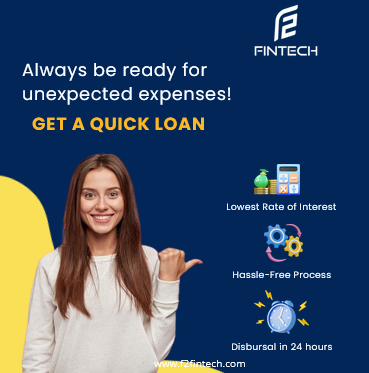 FINTECH
Always be ready for
unexpected expenses!
GET A QUICK LOAN
Lowest Rate of Interest
Hassle-Free Process
Disbursal in 24 hours
www.f2fintech.com